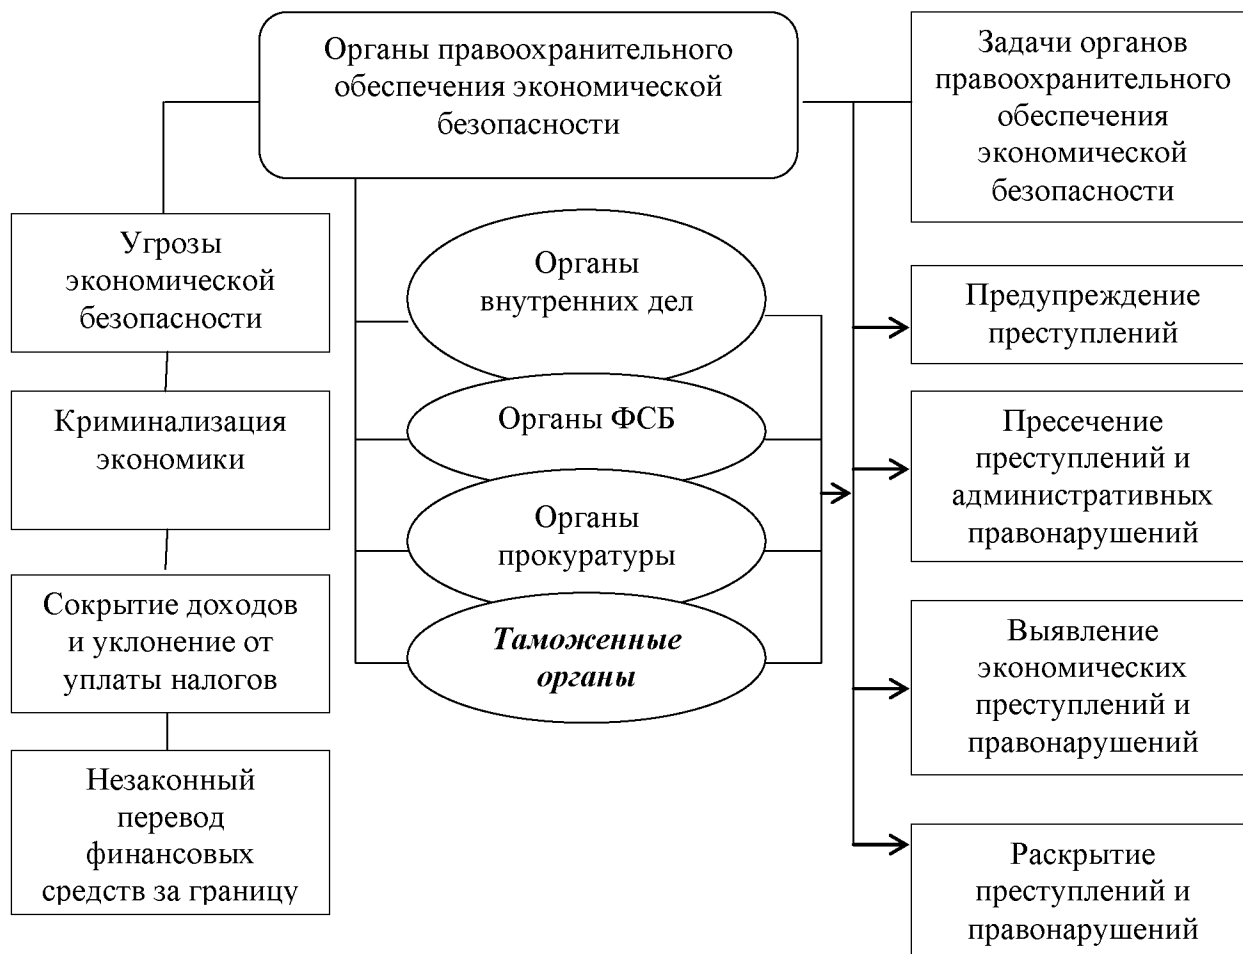 Органы правоохранительного
обеспечения экономической
безопасности
Задачи органов
правоохранительного
обеспечения
экономической
безопасности
Угрозы
экономической
безопасности
Криминализация
экономики
Сокрытие доходов
и уклонение от
уплаты налогов
Незаконный
перевод
финансовых
средств за границу
Органы
внутренних дел
Органы ФСБ
Органы
прокуратуры
Таможенные
органы
Предупреждение
преступлений
Пресечение
преступлений и
административных
правонарушений
Выявление
экономических
преступлений и
правонарушений
Раскрытие
преступлений и
правонарушений